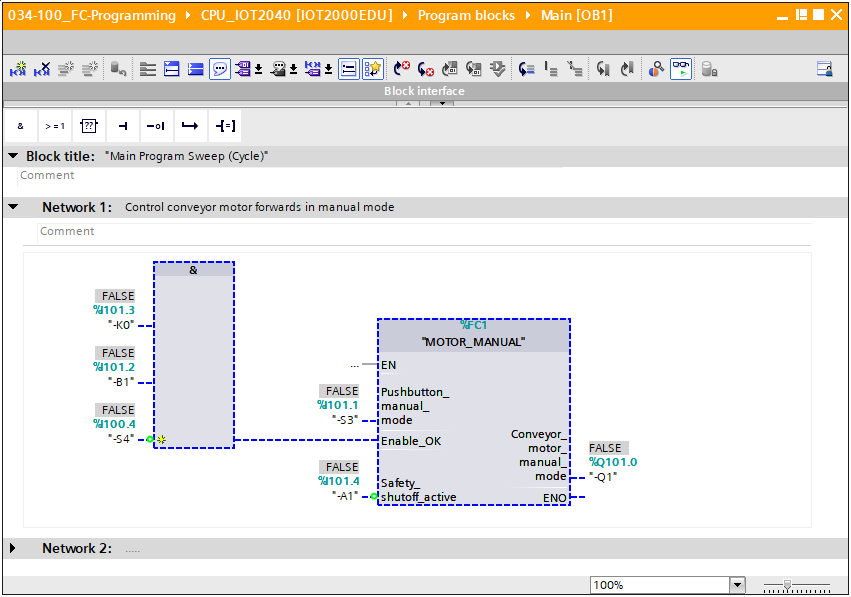 034-100_FC-Programming ▸ CPU_IOT2040 [IOT2000EDU] ▸ Program blocks ▸ Main [OB1]
Block interface
& >=1 ??
Block title: "Main Program Sweep (Cycle)"
Comment
Network 1: Control conveyor motor forwards in manual mode
Comment
&
FALSE
%I101.3
"-K0"
FALSE
%I101.2
"-B1"
FALSE
%I100.4
"-S4"
%FC1
"MOTOR_MANUAL"
... EN
FALSE
%I101.1
"-S3"
Pushbutton_
manual_
mode
Enable_OK
FALSE
%I101.4
"-A1"
Safety_
shutoff_active
Conveyor_
motor_
manual_
mode
FALSE
%Q101.0
"-Q1"
ENO
Network 2: .....
100%